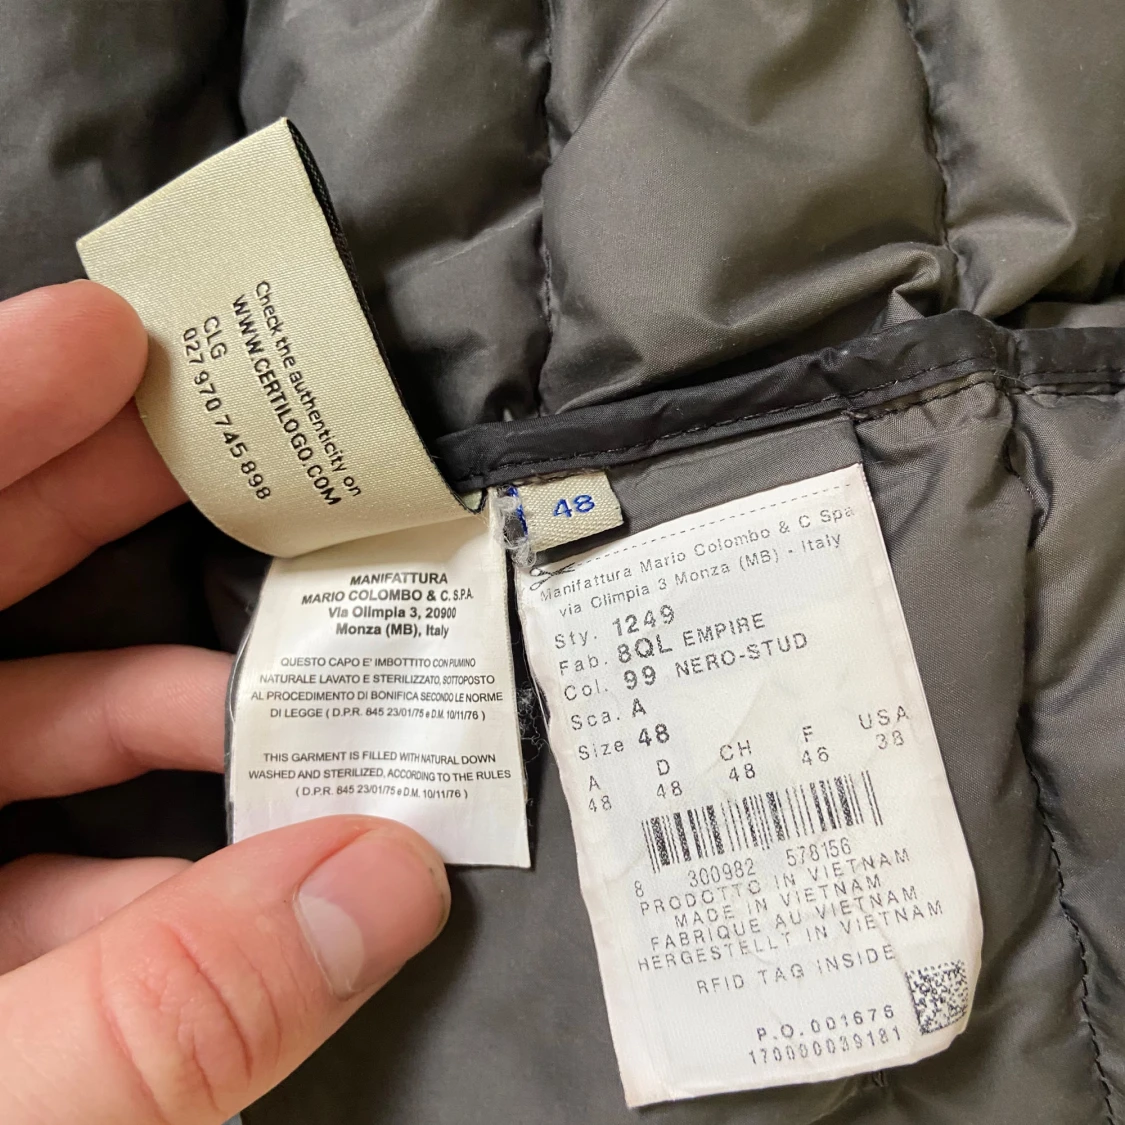 Check the authenticity on
WWW.CERTILOGO.COM
CLG
027 970 745 898
48
MANIFATTURA
MARIO COLOMBO & C. S.P.A.
Via Olimpia 3, 20900
Monza (MB), Italy
QUESTO CAPO E' IMBOTTITO CON PIUMINO
NATURALE LAVATO E STERILIZZATO, SOTTOPOSTO
AL PROCEDIMENTO DI BONIFICA SECONDO LE NORME
DI LEGGE ( D.P.R. 845 23/01/75 e D.M. 10/11/76 )
THIS GARMENT IS FILLED WITH NATURAL DOWN
WASHED AND STERILIZED, ACCORDING TO THE RULES
( D.P.R. 845 23/01/75 e D.M. 10/11/76 )
Manifattura Mario Colombo & C Spa
via Olimpia 3 Monza (MB) - Italy
Sty. 1249
Fab. 8QL EMPIRE
Col. 99 NERO-STUD
Sca. A
Size 48
A D CH F USA
48 48 48 46 38
8 300982 578156
PRODOTTO IN VIETNAM
MADE IN VIETNAM
FABRIQUE AU VIETNAM
HERGESTELLT IN VIETNAM
RFID TAG INSIDE
P.O.001676
170000039181